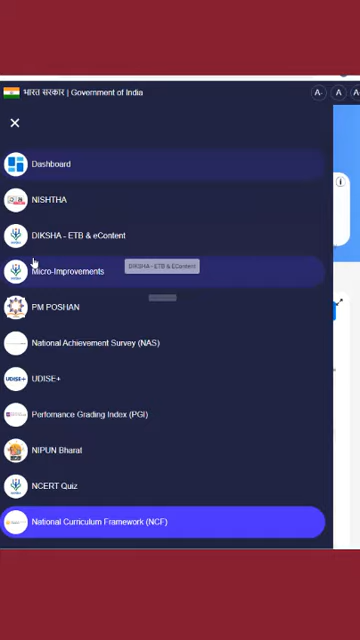 भारत सरकार | Government of India
A-
A
Dashboard
NISHTHA
DIKSHA - ETB & eContent
Micro-Improvements
DIKSHA - ETB & EContent
PM POSHAN
National Achievement Survey (NAS)
UDISE+
UDISE+
Perfomance Grading Index (PGI)
NIPUN Bharat
NCERT Quiz
National Curriculum Framework (NCF)